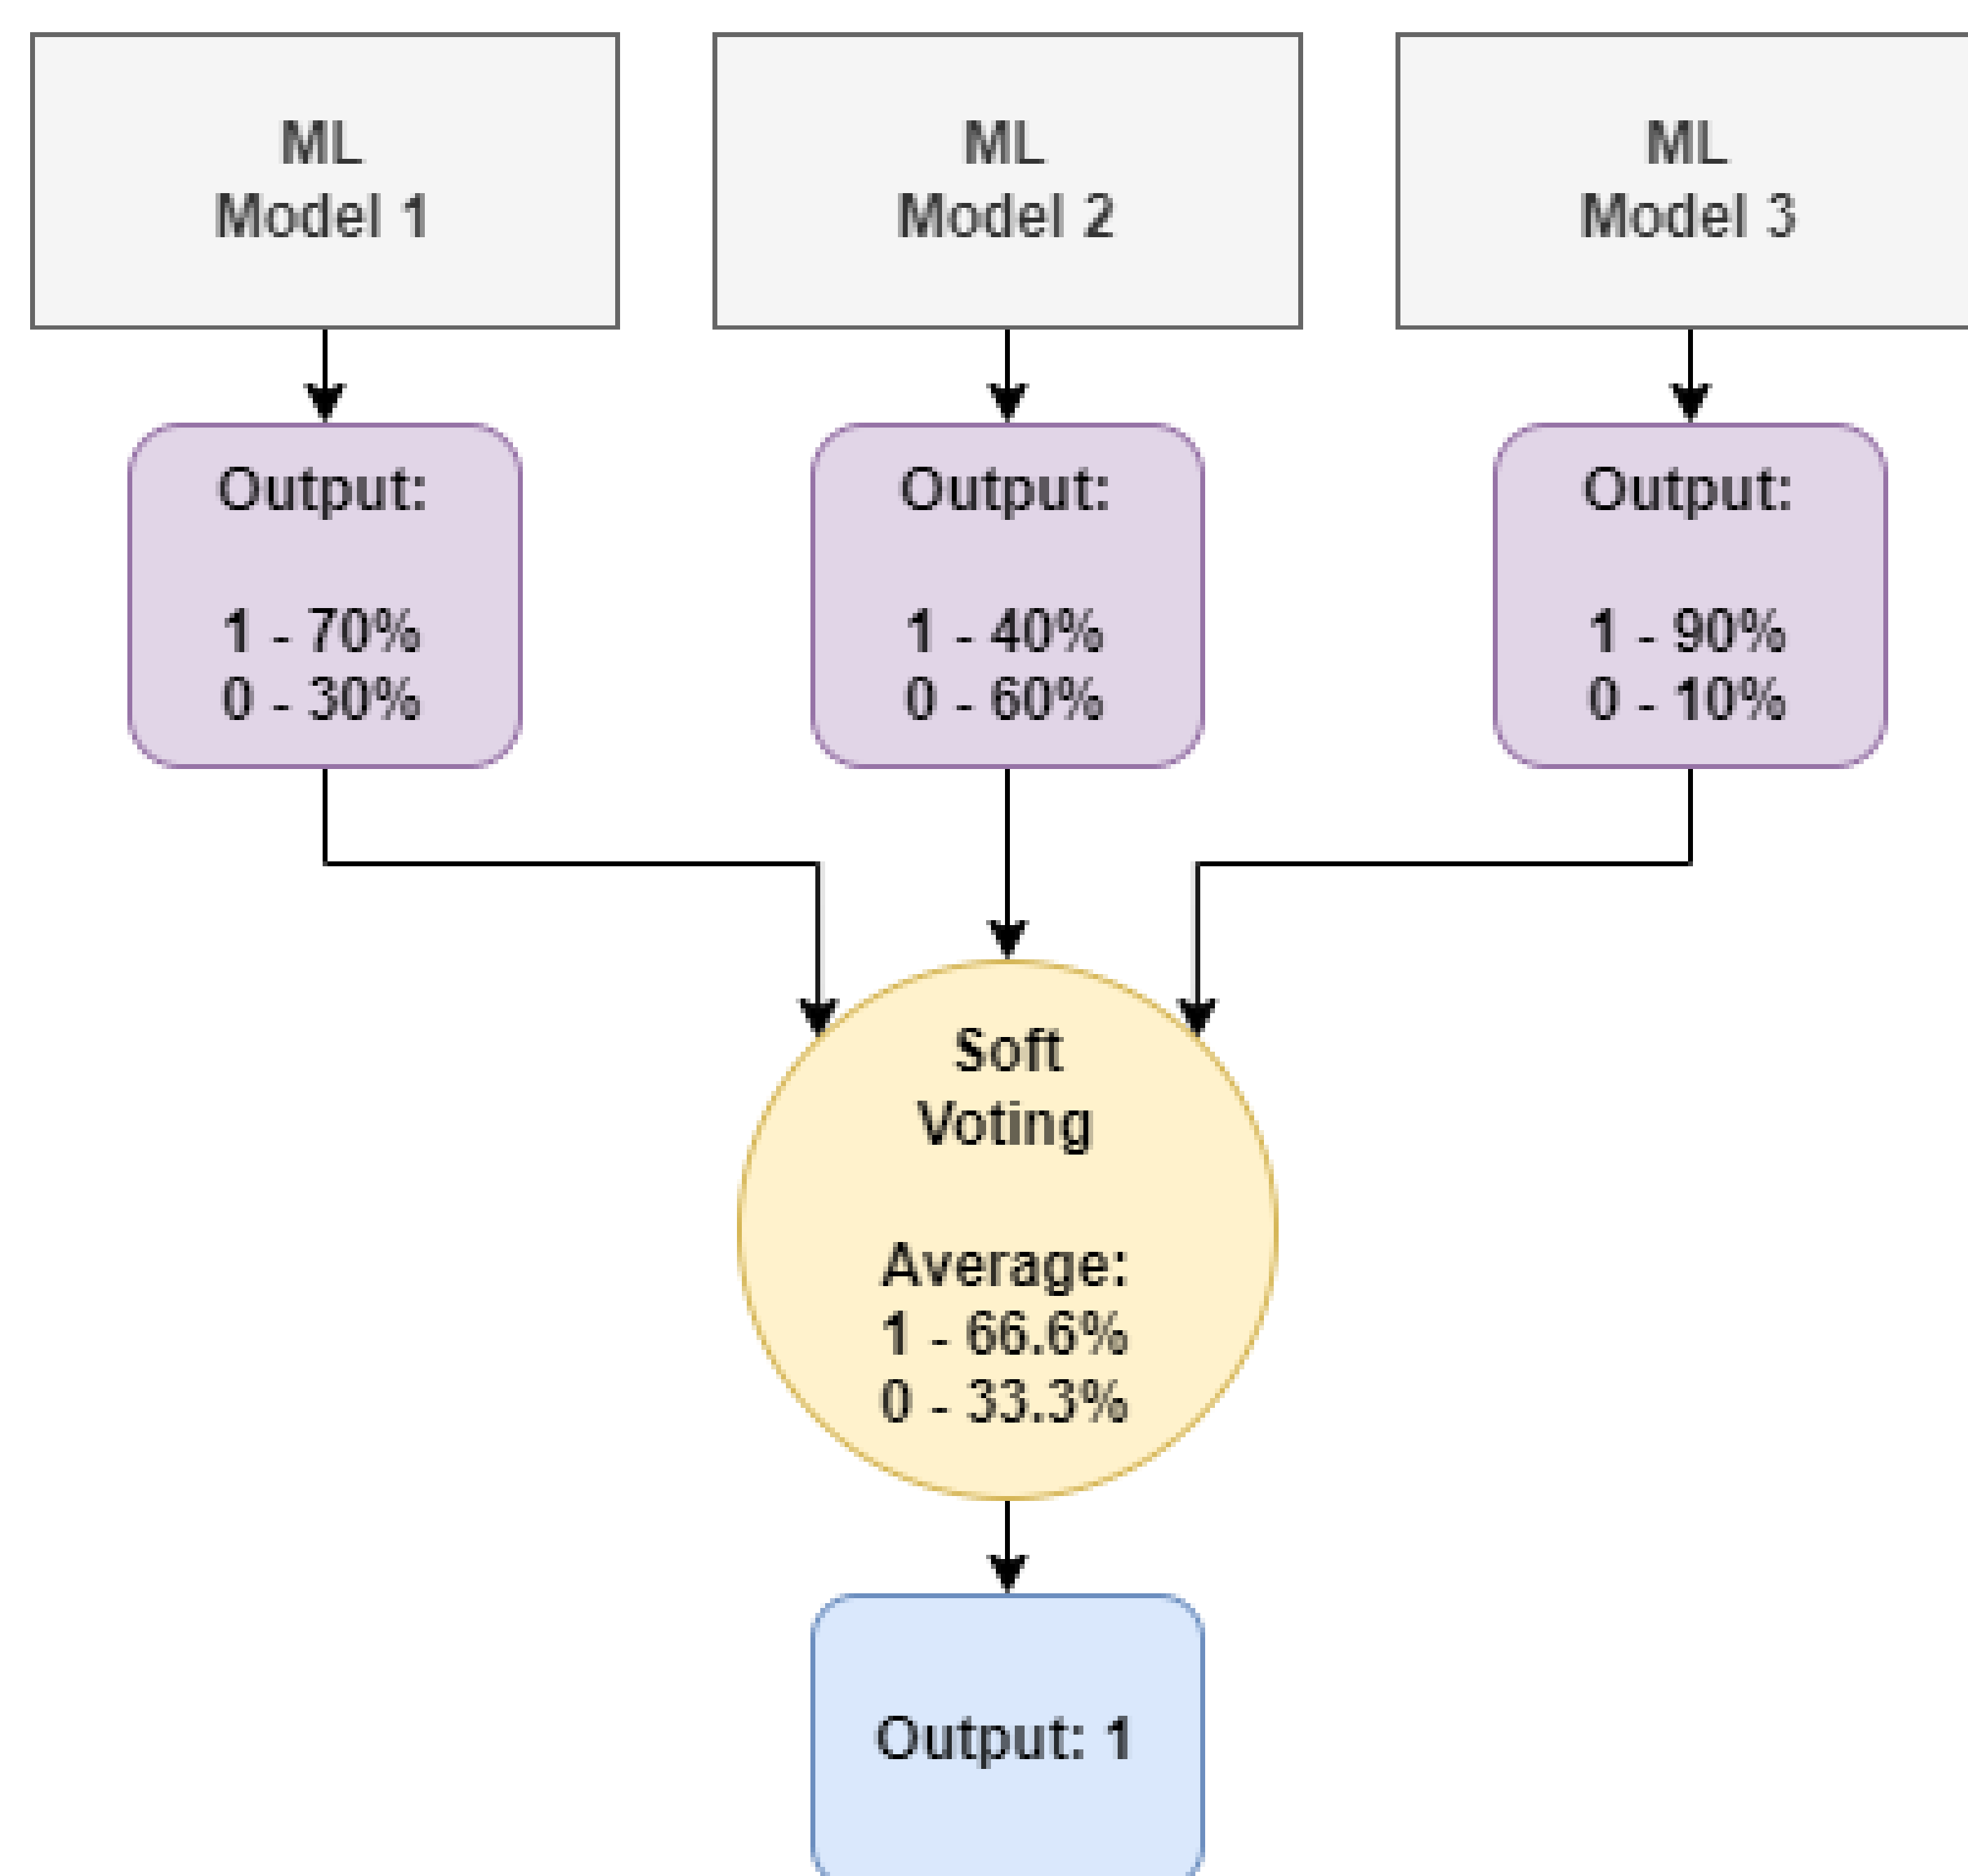 ML
Model 1
ML
Model 2
ML
Model 3
Output:
1 - 70%
0 - 30%
Output:
1 - 40%
0 - 60%
Output:
1 - 90%
0 - 10%
Soft
Voting
Average:
1 - 66.6%
0 - 33.3%
Output: 1